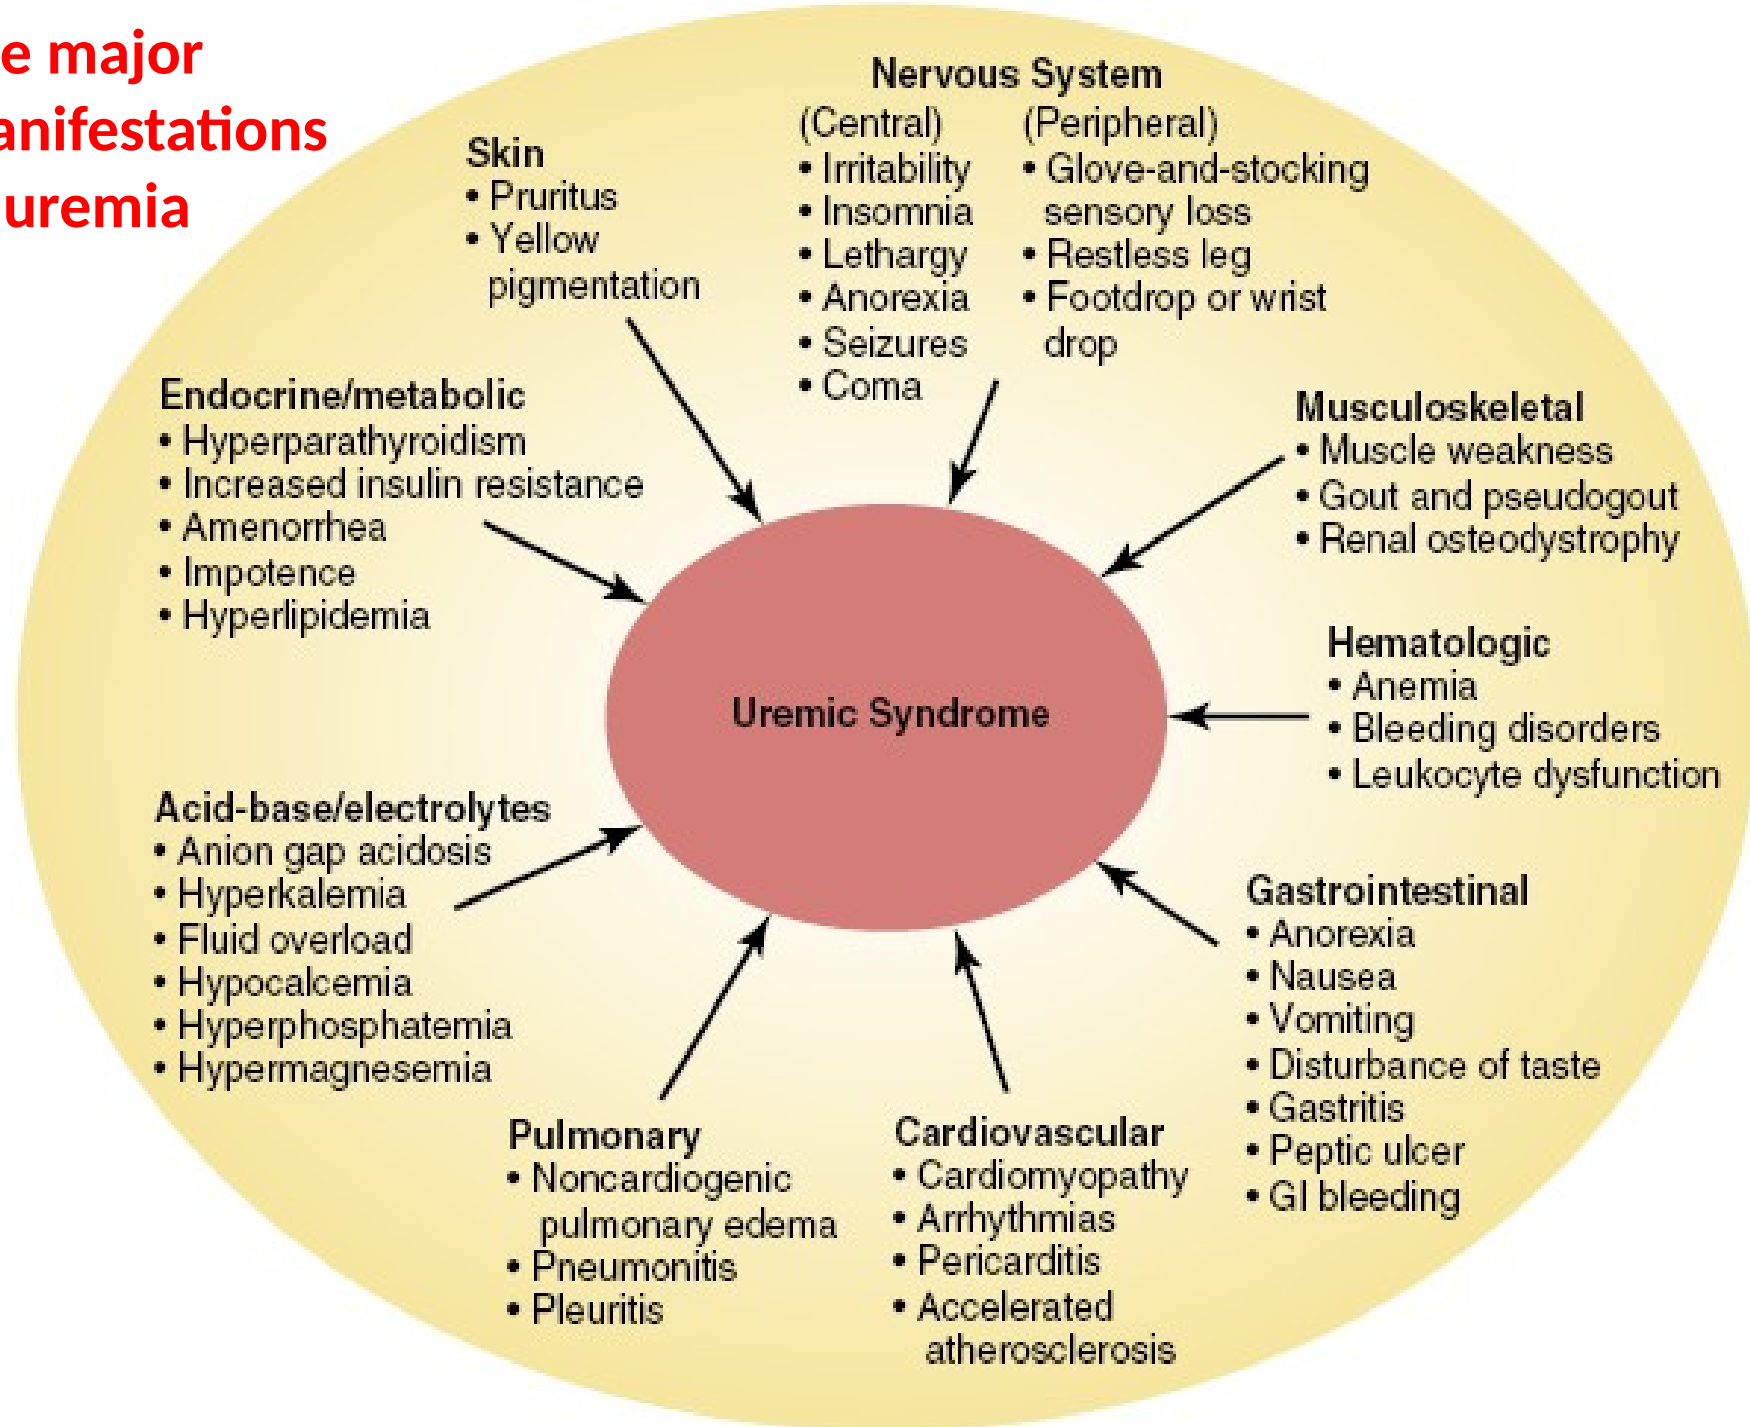 e major
anifestations
uremia
Nervous System
(Central)
• Irritability
• Insomnia
• Lethargy
• Anorexia
• Seizures
• Coma
(Peripheral)
• Glove-and-stocking
sensory loss
• Restless leg
• Footdrop or wrist
drop
Skin
• Pruritus
• Yellow
pigmentation
Endocrine/metabolic
• Hyperparathyroidism
• Increased insulin resistance
• Amenorrhea
• Impotence
• Hyperlipidemia
Musculoskeletal
• Muscle weakness
• Gout and pseudogout
• Renal osteodystrophy
Hematologic
• Anemia
• Bleeding disorders
• Leukocyte dysfunction
Uremic Syndrome
Acid-base/electrolytes
• Anion gap acidosis
• Hyperkalemia
• Fluid overload
• Hypocalcemia
• Hyperphosphatemia
• Hypermagnesemia
Gastrointestinal
• Anorexia
• Nausea
• Vomiting
• Disturbance of taste
• Gastritis
• Peptic ulcer
• GI bleeding
Pulmonary
• Noncardiogenic
pulmonary edema
• Pneumonitis
• Pleuritis
Cardiovascular
• Cardiomyopathy
• Arrhythmias
• Pericarditis
• Accelerated
atherosclerosis